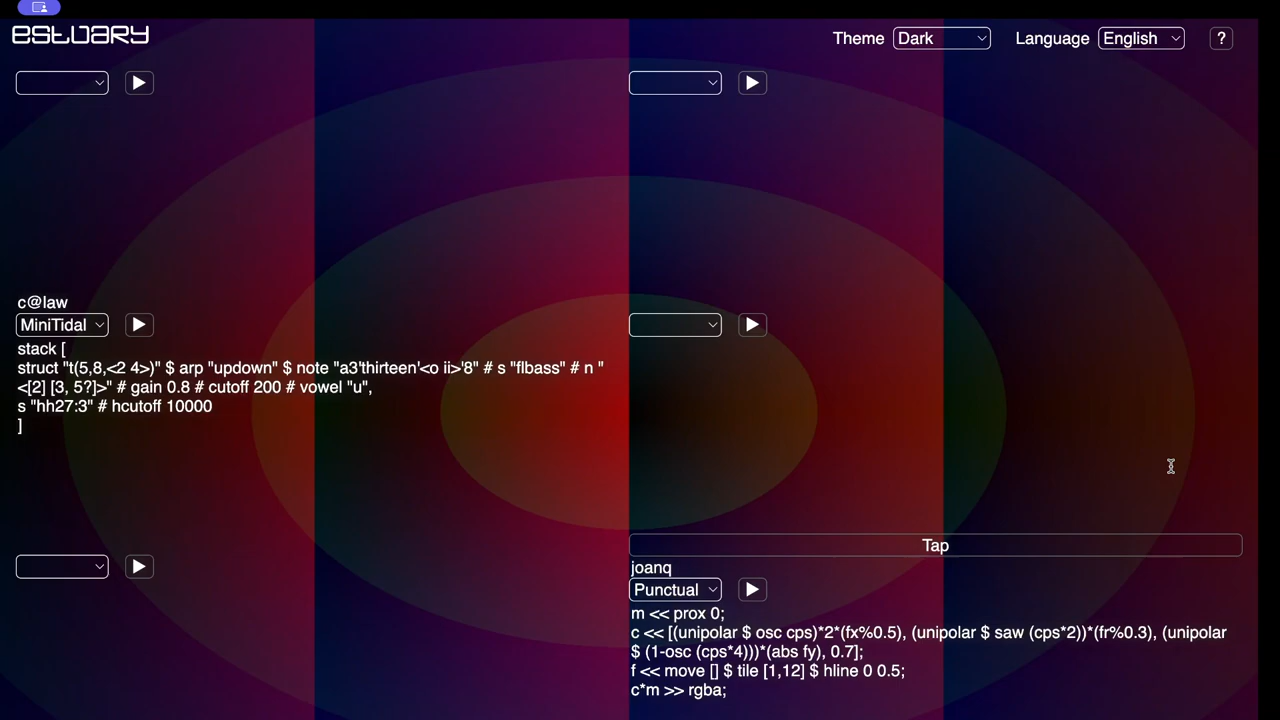 estuary
Theme Dark Language English ?
c@law
MiniTidal
stack [
struct "t(5,8,<2 4>)" $ arp "updown" $ note "a3'thirteen'<o ii>'8" # s "flbass" # n "
<[2] [3, 5?]>" # gain 0.8 # cutoff 200 # vowel "u",
s "hh27:3" # hcutoff 10000
]
Tap
joanq
Punctual
m << prox 0;
c << [(unipolar $ osc cps)*2*(fx%0.5), (unipolar $ saw (cps*2))*(fr%0.3), (unipolar
$ (1-osc (cps*4)))*(abs fy), 0.7];
f << move [] $ tile [1,12] $ hline 0 0.5;
c*m >> rgba;